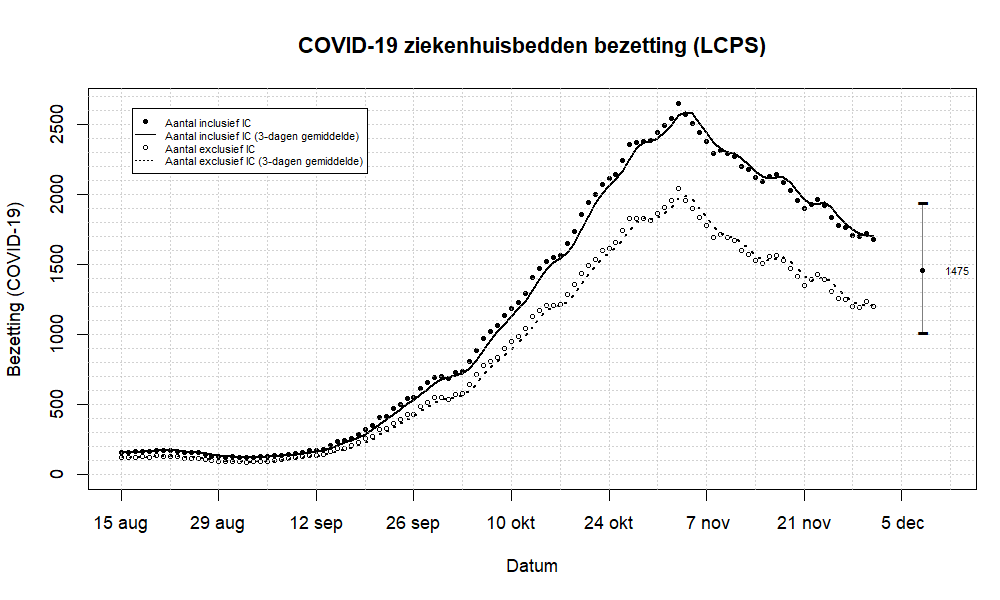 COVID-19 ziekenhuisbedden bezetting (LCPS)
Aantal inclusief IC
Aantal inclusief IC (3-dagen gemiddelde)
Aantal exclusief IC
Aantal exclusief IC (3-dagen gemiddelde)
Bezetting (COVID-19)
2500
2000
1500
1000
500
0
1475
15 aug 29 aug 12 sep 26 sep 10 okt 24 okt 7 nov 21 nov 5 dec
Datum